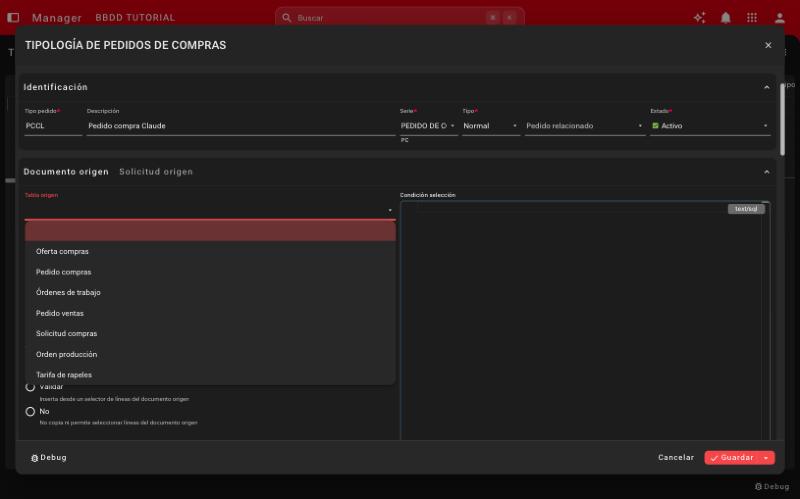 Manager BBDD TUTORIAL
Buscar
⌘ K
TIPOLOGÍA DE PEDIDOS DE COMPRAS
Identificación
Tipo pedido* Descripción Serie* Tipo* Estado*
PCCL Pedido compra Claude PEDIDO DE O Normal Pedido relacionado Activo
PC
Documento origen Solicitud origen
Tabla origen Condición selección
text/sql
Oferta compras
Pedido compras
Órdenes de trabajo
Pedido ventas
Solicitud compras
Orden producción
Tarifa de rapeles
Validar
Inserta desde un selector de líneas del documento origen
No
No copia ni permite seleccionar líneas del documento origen
Debug Cancelar Guardar
Debug